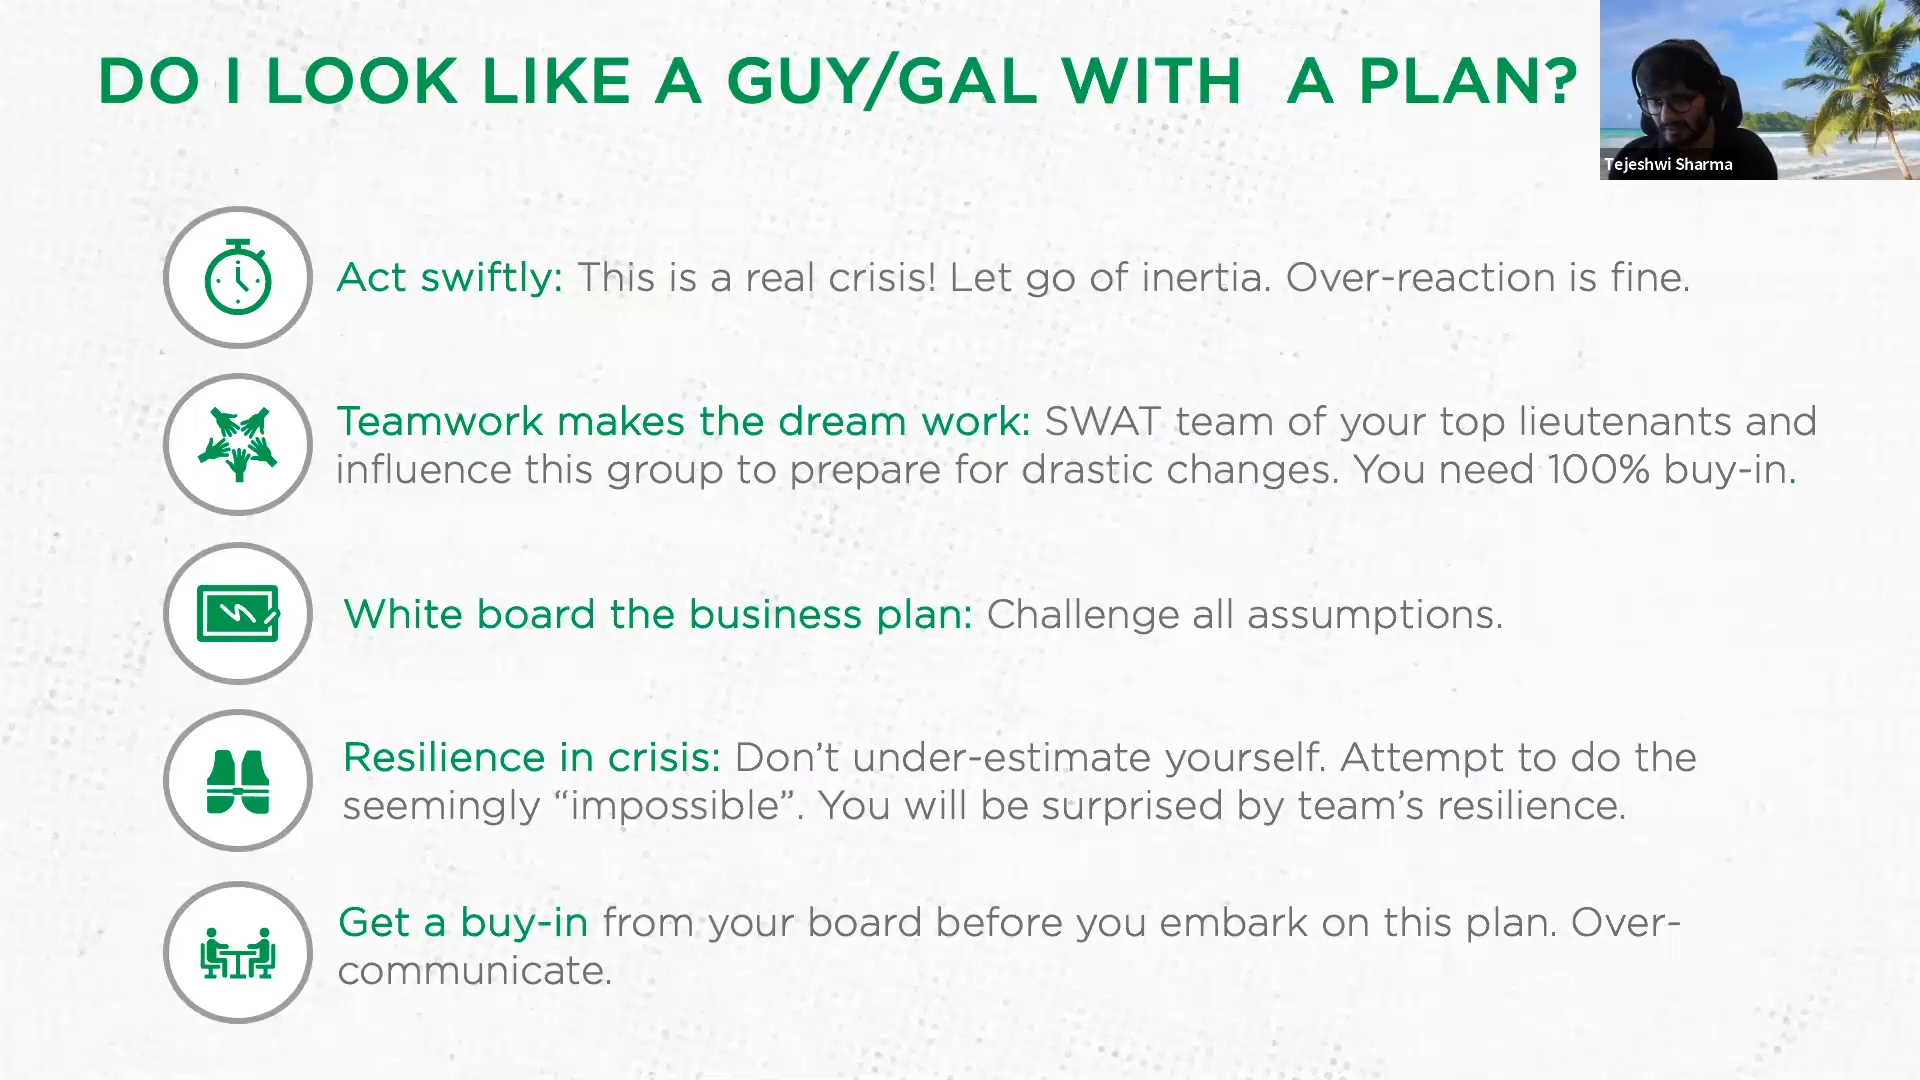 DO I LOOK LIKE A GUY/GAL WITH A PLAN?
Tejeshwi Sharma
Act swiftly: This is a real crisis! Let go of inertia. Over-reaction is fine.
Teamwork makes the dream work: SWAT team of your top lieutenants and
influence this group to prepare for drastic changes. You need 100% buy-in.
White board the business plan: Challenge all assumptions.
Resilience in crisis: Don’t under-estimate yourself. Attempt to do the
seemingly “impossible”. You will be surprised by team’s resilience.
Get a buy-in from your board before you embark on this plan. Over-
communicate.